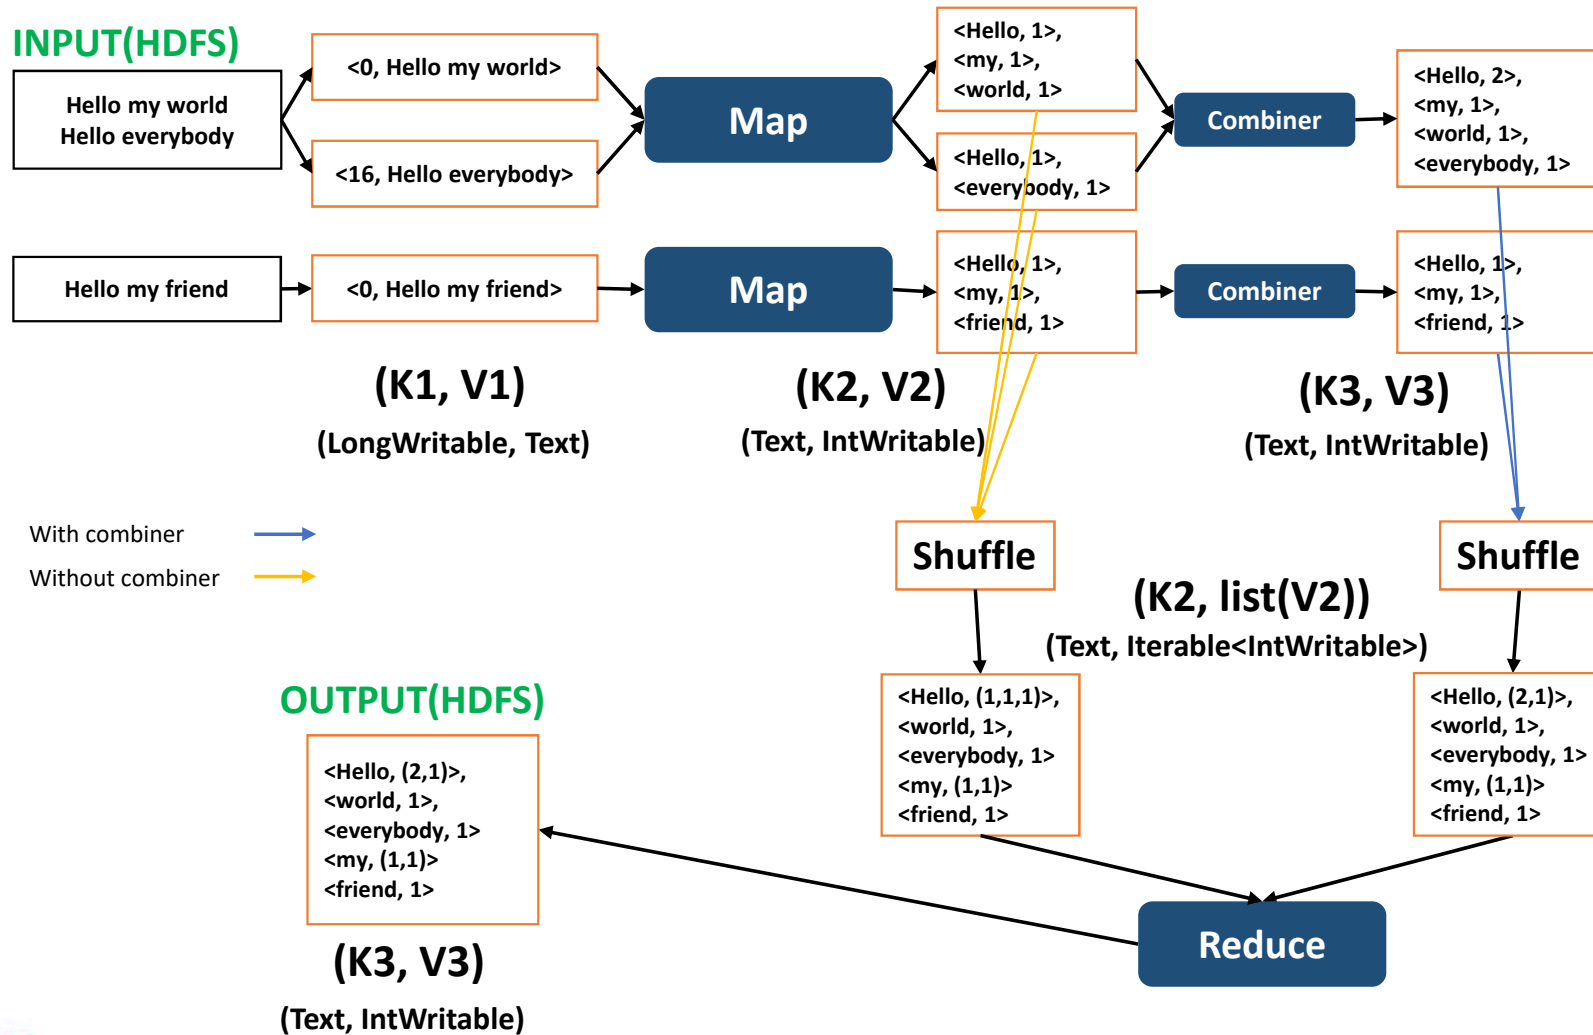 INPUT(HDFS)
Hello my world
Hello everybody
<0, Hello my world>
<16, Hello everybody>
Map
<Hello, 1>,
<my, 1>,
<world, 1>
<Hello, 1>,
<everybody, 1>
Combiner
<Hello, 2>,
<my, 1>,
<world, 1>,
<everybody, 1>
Hello my friend
<0, Hello my friend>
Map
<Hello, 1>,
<my, 1>,
<friend, 1>
Combiner
<Hello, 1>,
<my, 1>,
<friend, 1>
(K1, V1)
(LongWritable, Text)
(K2, V2)
(Text, IntWritable)
(K3, V3)
(Text, IntWritable)
With combiner
Without combiner
Shuffle
Shuffle
(K2, list(V2))
(Text, Iterable<IntWritable>)
<Hello, (1,1,1)>,
<world, 1>,
<everybody, 1>
<my, (1,1)>
<friend, 1>
<Hello, (2,1)>,
<world, 1>,
<everybody, 1>
<my, (1,1)>
<friend, 1>
OUTPUT(HDFS)
<Hello, (2,1)>,
<world, 1>,
<everybody, 1>
<my, (1,1)>
<friend, 1>
Reduce
(K3, V3)
(Text, IntWritable)